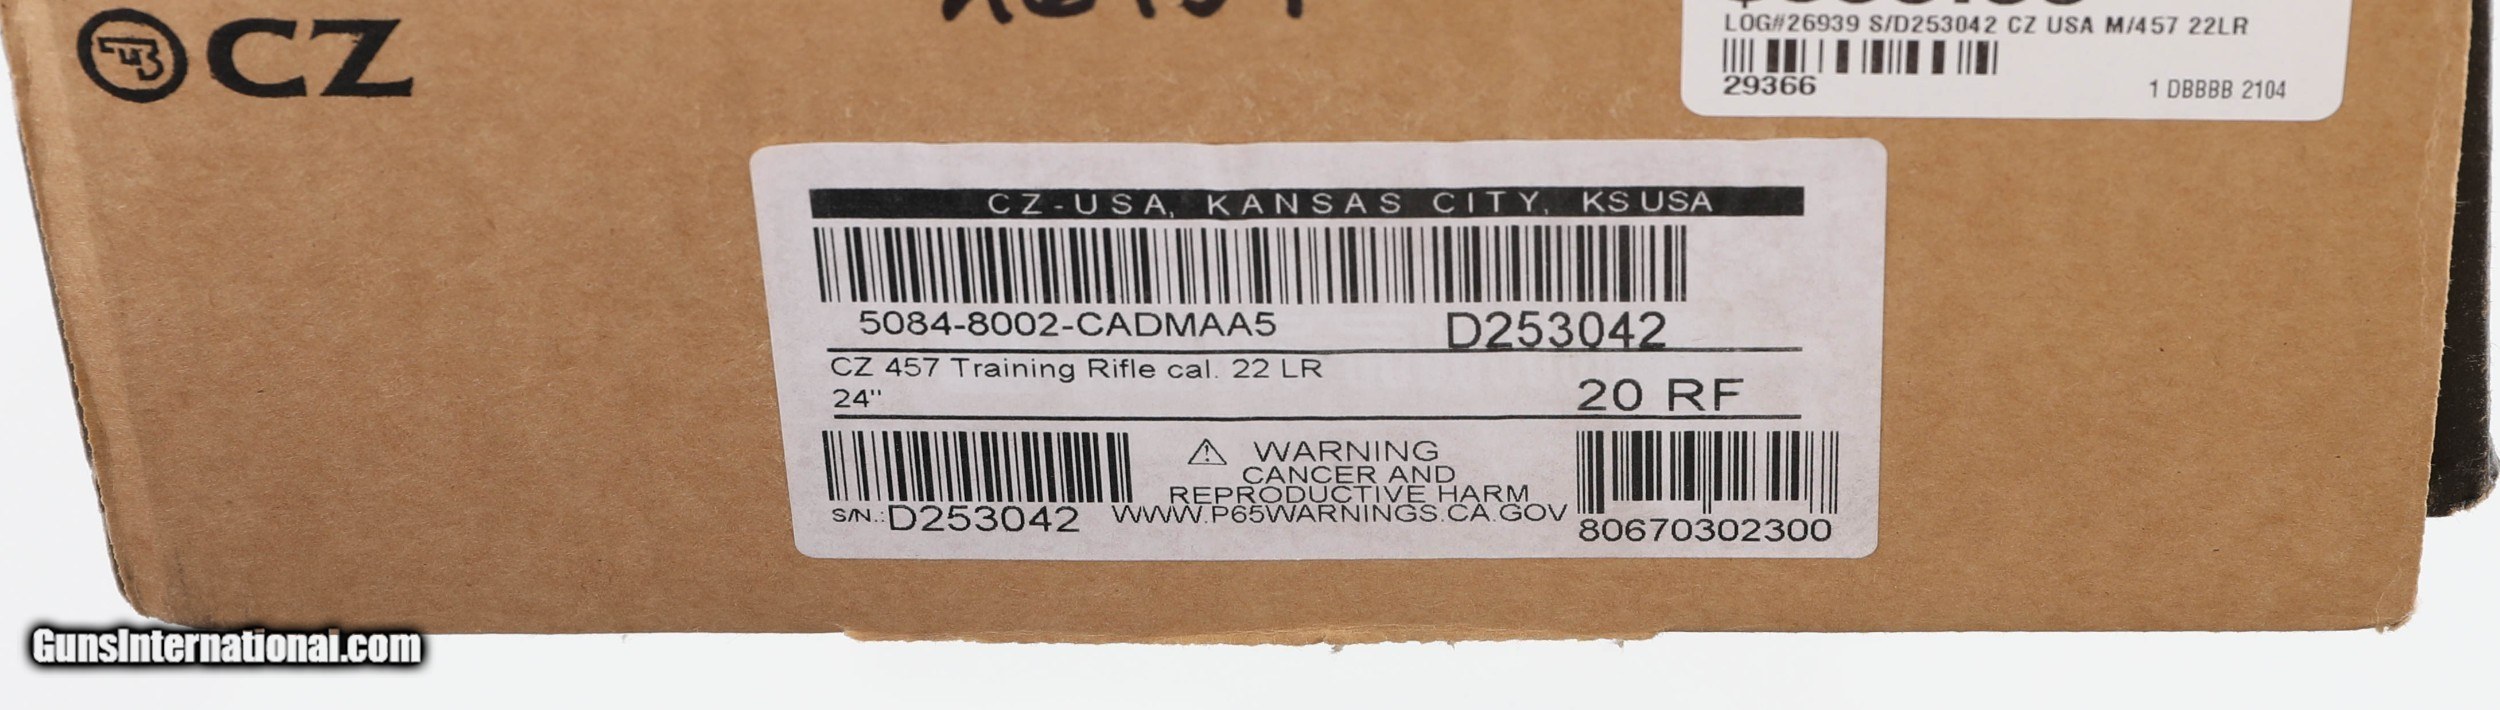 CZ
LOG#26939 S/D253042 CZ USA M/457 22LR
29366
1 DBBBB 2104
CZ-USA, KANSAS CITY, KS USA
5084-8002-CADMAA5
D253042
CZ 457 Training Rifle cal. 22 LR
24"
20 RF
WARNING
CANCER AND
REPRODUCTIVE HARM
WWW.P65WARNINGS.CA.GOV
S/N.: D253042
80670302300
GunsInternational.com